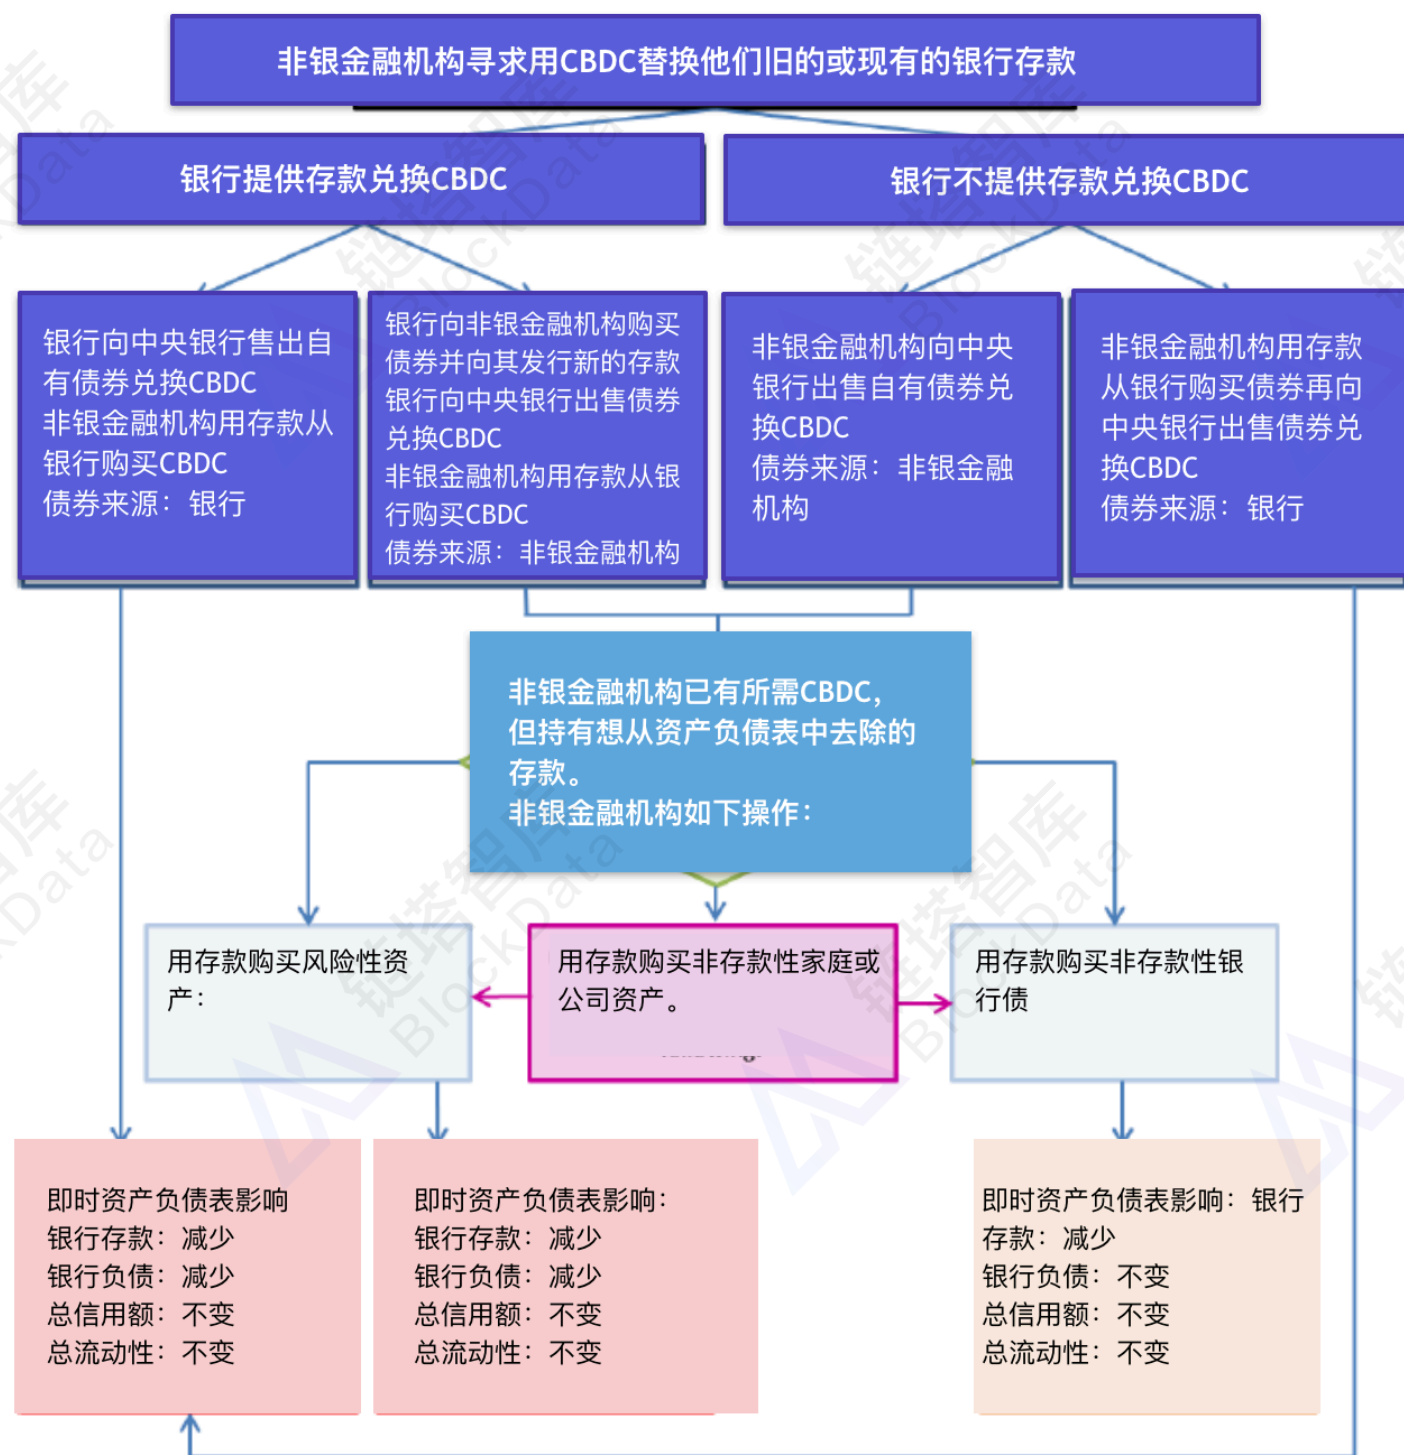 非银金融机构寻求用CBDC替换他们旧的或现有的银行存款
银行提供存款兑换CBDC
银行不提供存款兑换CBDC
银行向中央银行售出自
有债券兑换CBDC
非银金融机构用存款从
银行购买CBDC
债券来源：银行
银行向非银金融机构购买
债券并向其发行新的存款
银行向中央银行出售债券
兑换CBDC
非银金融机构用存款从银
行购买CBDC
债券来源：非银金融机构
非银金融机构向中央
银行出售自有债券兑
换CBDC
债券来源：非银金融
机构
非银金融机构用存款
从银行购买债券再向
中央银行出售债券兑
换CBDC
债券来源：银行
非银金融机构已有所需CBDC,
但持有想从资产负债表中去除的
存款。
非银金融机构如下操作：
用存款购买风险性资
产：
用存款购买非存款性家庭或
公司资产。
用存款购买非存款性银
行债
即时资产负债表影响
银行存款：减少
银行负债：减少
总信用额：不变
总流动性：不变
即时资产负债表影响：
银行存款：减少
银行负债：减少
总信用额：不变
总流动性：不变
即时资产负债表影响：银行
存款：减少
银行负债：不变
总信用额：不变
总流动性：不变
链塔智库
BlockData